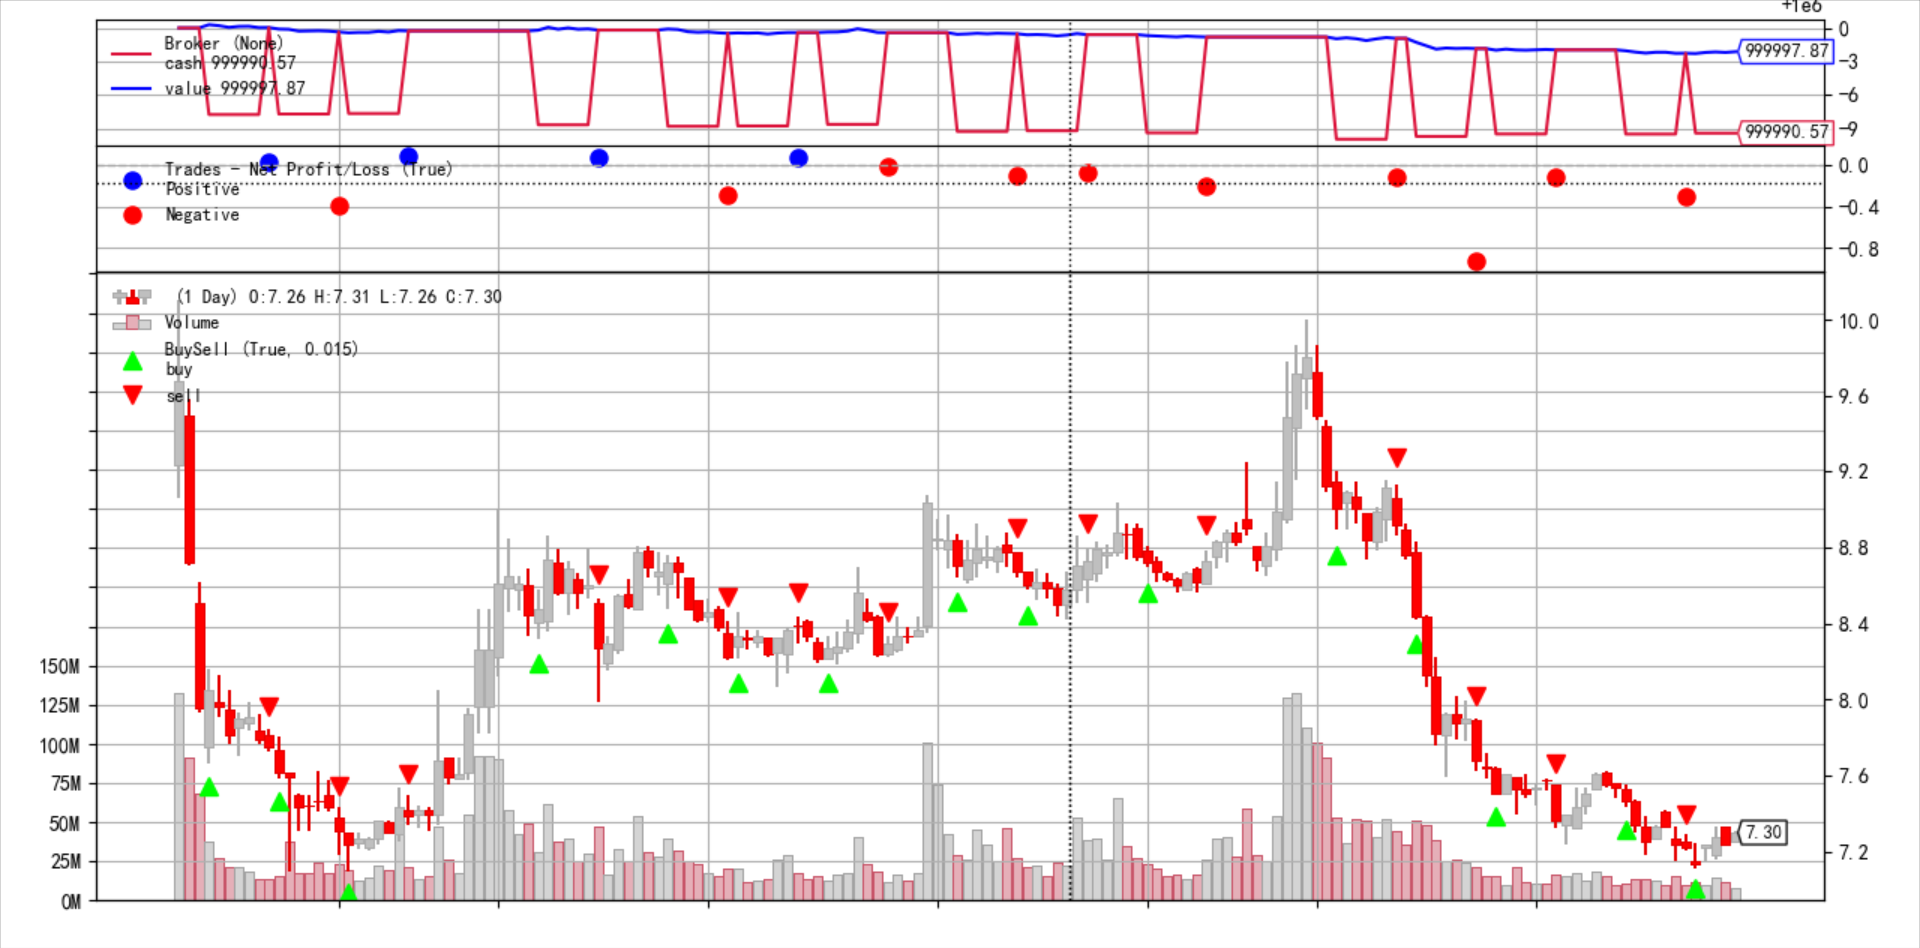 +1e6
Broker (None)
cash 999990.57
value 999997.87
0
−3
−6
−9
999997.87
999990.57
Trades - Net Profit/Loss (True)
Positive
Negative
0.0
−0.4
−0.8
(1 Day) O:7.26 H:7.31 L:7.26 C:7.30
Volume
BuySell (True, 0.015)
buy
sell
10.0
9.6
9.2
8.8
8.4
8.0
7.6
7.2
7.30
150M
125M
100M
75M
50M
25M
0M